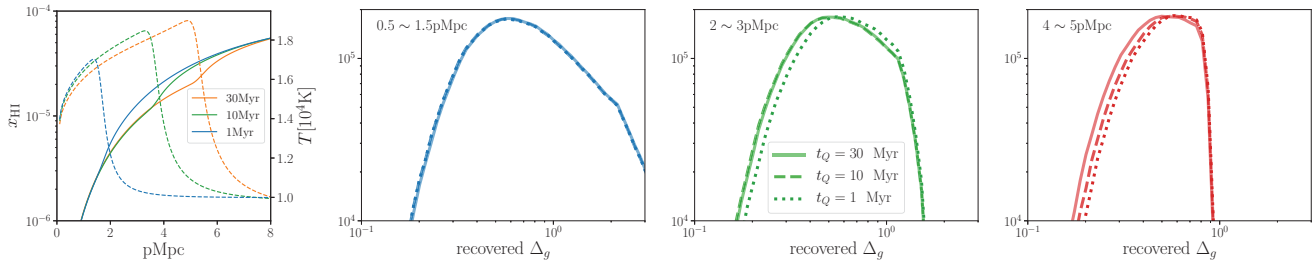 10^{-3}
10^{-4}
10^{-5}
10^{-6}
x_{HI}
0 2 4 6 8
pMpc
1.8
1.6
1.4
1.2
1.0
T[10^4K]
30Myr
10Myr
1Myr
0.5 ∼ 1.5pMpc
10^5
10^4
10^{-1} 10^0
recovered Δ_g
2 ∼ 3pMpc
10^5
10^4
t_Q = 30 Myr
t_Q = 10 Myr
t_Q = 1 Myr
10^{-1} 10^0
recovered Δ_g
4 ∼ 5pMpc
10^5
10^4
10^{-1} 10^0
recovered Δ_g